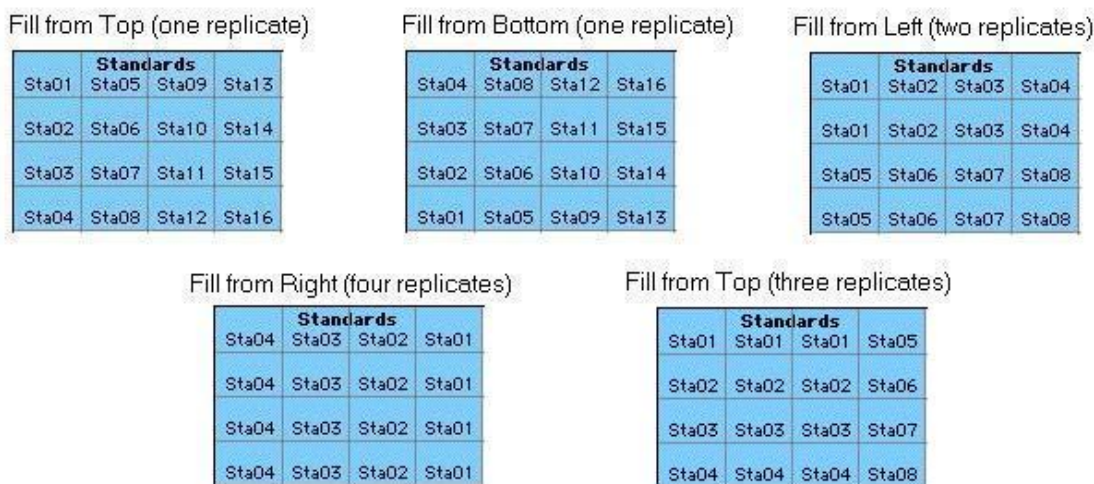 Fill from Top (one replicate)
Standards
Sta01 Sta05 Sta09 Sta13
Sta02 Sta06 Sta10 Sta14
Sta03 Sta07 Sta11 Sta15
Sta04 Sta08 Sta12 Sta16
Fill from Bottom (one replicate)
Standards
Sta04 Sta08 Sta12 Sta16
Sta03 Sta07 Sta11 Sta15
Sta02 Sta06 Sta10 Sta14
Sta01 Sta05 Sta09 Sta13
Fill from Left (two replicates)
Standards
Sta01 Sta02 Sta03 Sta04
Sta01 Sta02 Sta03 Sta04
Sta05 Sta06 Sta07 Sta08
Sta05 Sta06 Sta07 Sta08
Fill from Right (four replicates)
Standards
Sta04 Sta03 Sta02 Sta01
Sta04 Sta03 Sta02 Sta01
Sta04 Sta03 Sta02 Sta01
Sta04 Sta03 Sta02 Sta01
Fill from Top (three replicates)
Standards
Sta01 Sta01 Sta01 Sta05
Sta02 Sta02 Sta02 Sta06
Sta03 Sta03 Sta03 Sta07
Sta04 Sta04 Sta04 Sta08